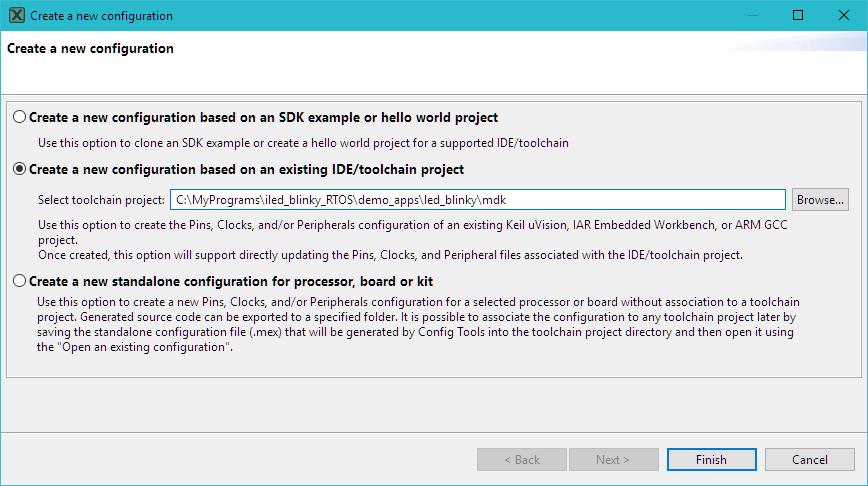 Create a new configuration
Create a new configuration
Create a new configuration based on an SDK example or hello world project
Use this option to clone an SDK example or create a hello world project for a supported IDE/toolchain
Create a new configuration based on an existing IDE/toolchain project
Select toolchain project: C:\MyPrograms\iled_blinky_RTOS\demo_apps\led_blinky\mdk Browse...
Use this option to create the Pins, Clocks, and/or Peripherals configuration of an existing Keil uVision, IAR Embedded Workbench, or ARM GCC
project.
Once created, this option will support directly updating the Pins, Clocks, and Peripheral files associated with the IDE/toolchain project.
Create a new standalone configuration for processor, board or kit
Use this option to create a new Pins, Clocks, and/or Peripherals configuration for a selected processor or board without association to a toolchain
project. Generated source code can be exported to a specified folder. It is possible to associate the configuration to any toolchain project later by
saving the standalone configuration file (.mex) that will be generated by Config Tools into the toolchain project directory and then open it using
the "Open an existing configuration".
< Back Next > Finish Cancel